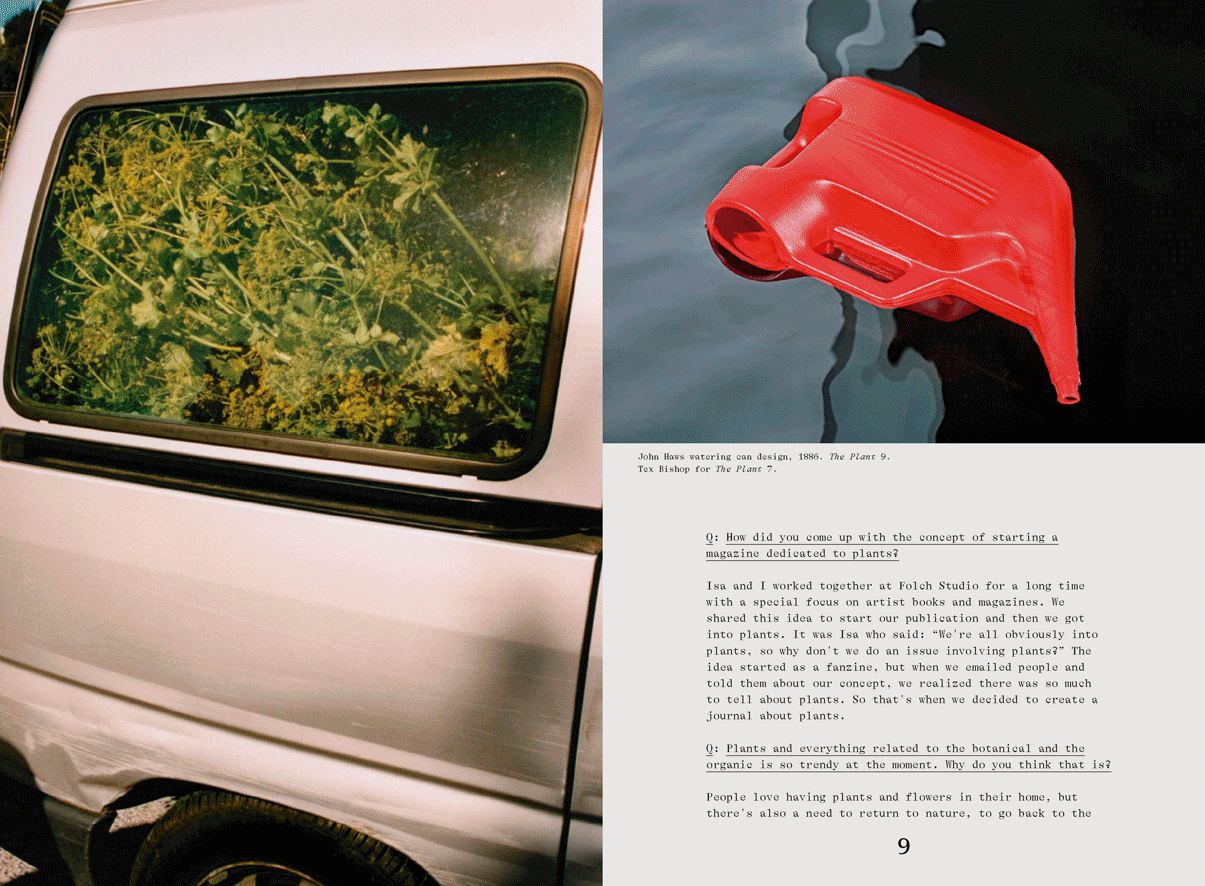 John Haws watering can design, 1886. The Plant 9.
Tex Bishop for The Plant 7.
Q: How did you come up with the concept of starting a
magazine dedicated to plants?
Isa and I worked together at Folch Studio for a long time
with a special focus on artist books and magazines. We
shared this idea to start our publication and then we got
into plants. It was Isa who said: “We're all obviously into
plants, so why don't we do an issue involving plants?” The
idea started as a fanzine, but when we emailed people and
told them about our concept, we realized there was so much
to tell about plants. So that's when we decided to create a
journal about plants.
Q: Plants and everything related to the botanical and the
organic is so trendy at the moment. Why do you think that is?
People love having plants and flowers in their home, but
there's also a need to return to nature, to go back to the
9